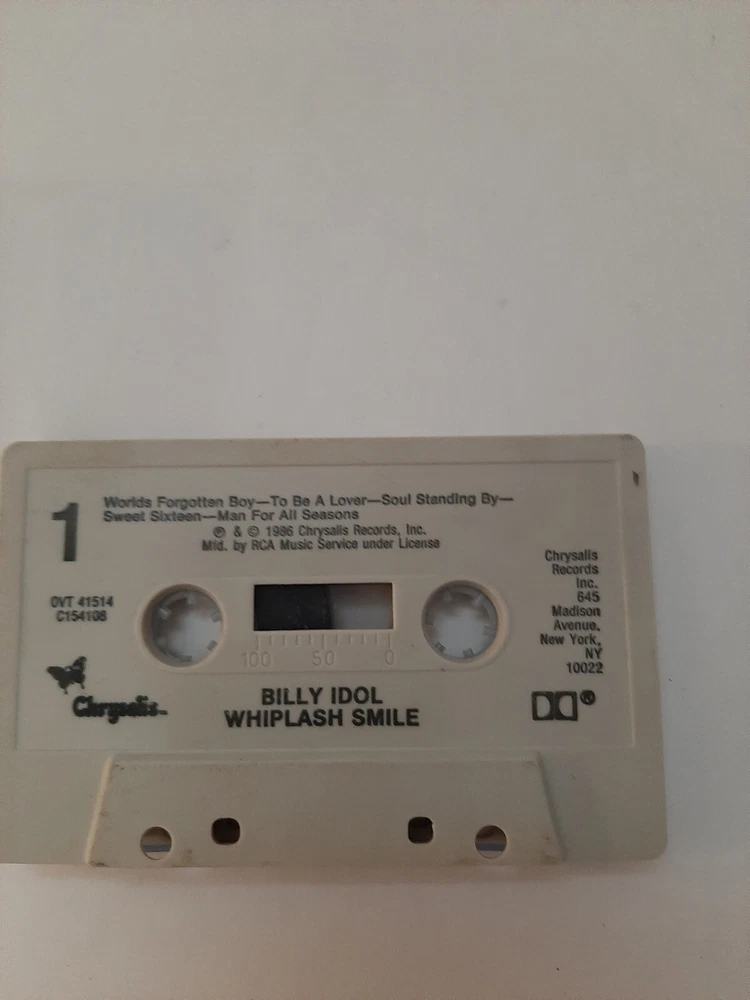 1
Worlds Forgotten Boy—To Be A Lover—Soul Standing By—
Sweet Sixteen—Man For All Seasons
℗ & © 1986 Chrysalis Records, Inc.
Mfd. by RCA Music Service under License
OVT 41514
C154108
Chrysalis
Records
Inc.
645
Madison
Avenue.
New York,
NY
10022
100 50 0
Chrysalis™
BILLY IDOL
WHIPLASH SMILE
®